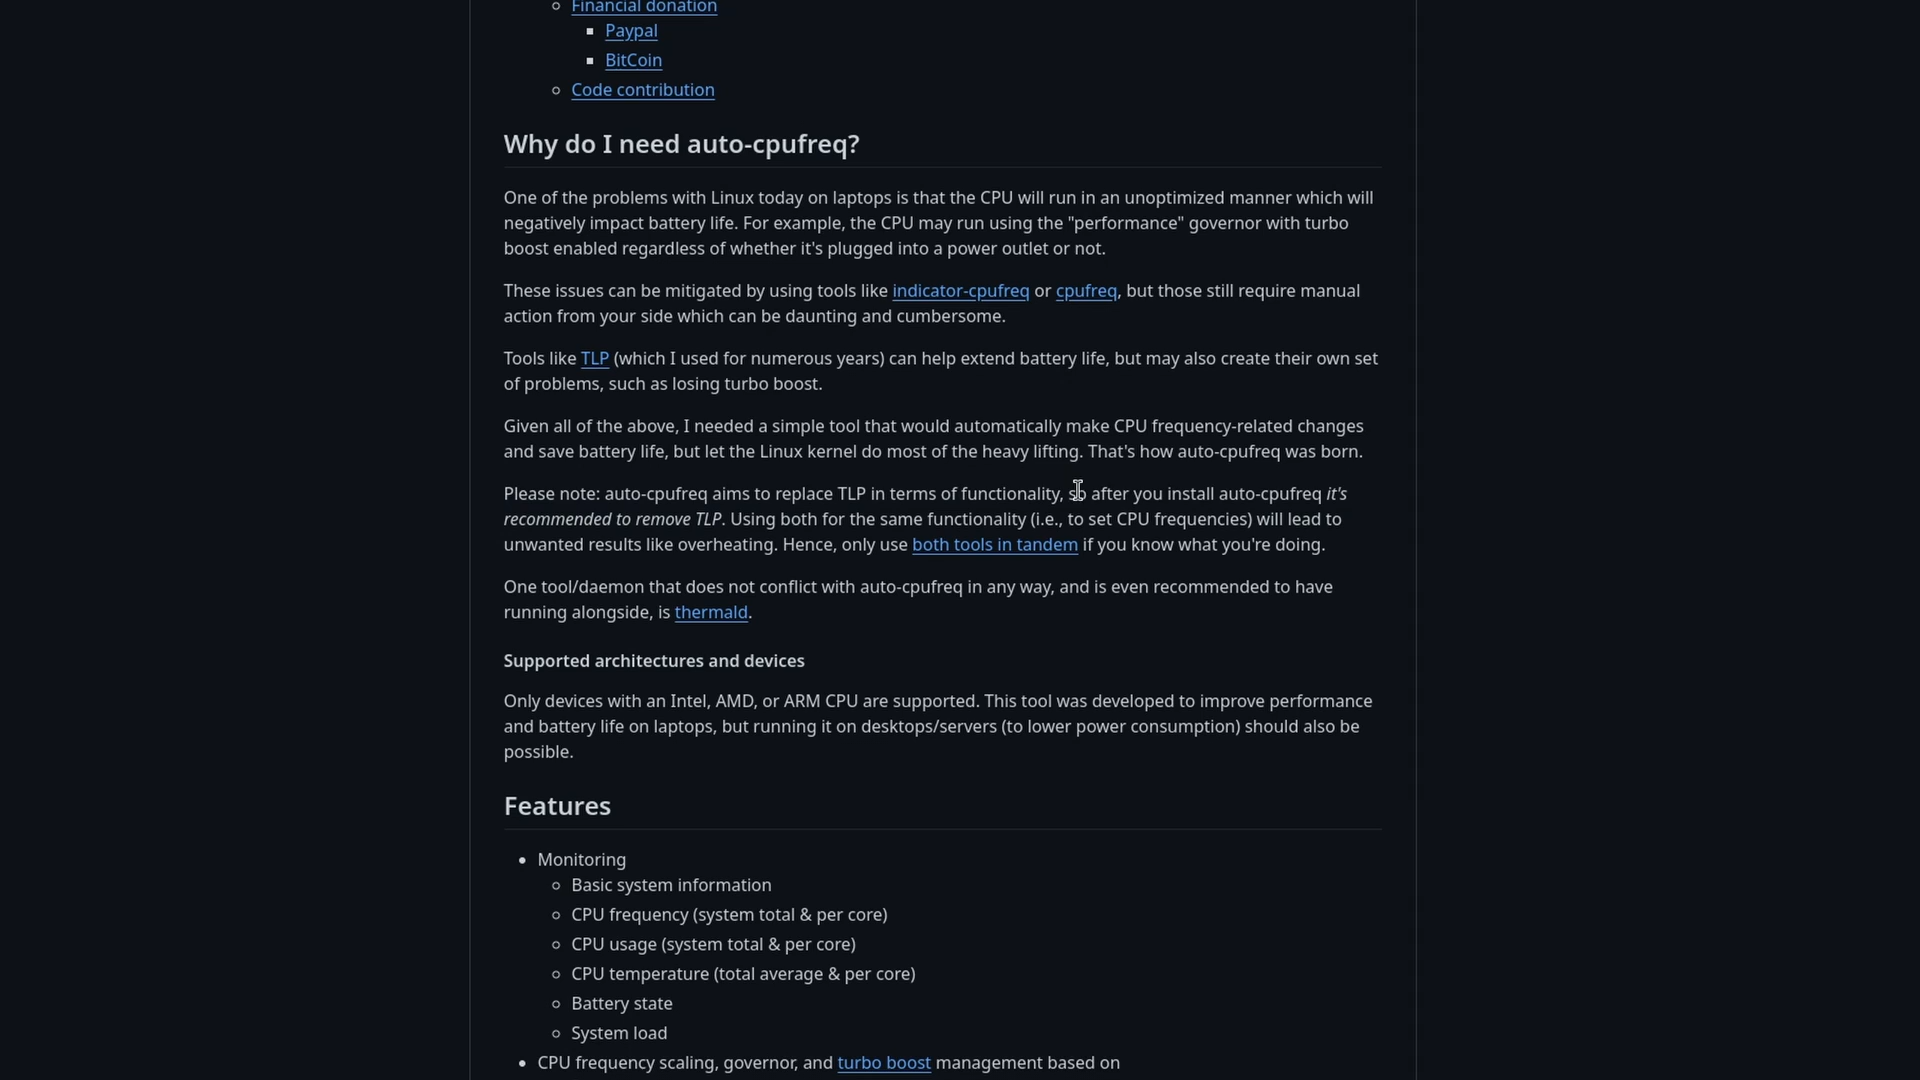 Financial donation
Paypal
BitCoin
Code contribution
Why do I need auto-cpufreq?
One of the problems with Linux today on laptops is that the CPU will run in an unoptimized manner which will
negatively impact battery life. For example, the CPU may run using the "performance" governor with turbo
boost enabled regardless of whether it's plugged into a power outlet or not.
These issues can be mitigated by using tools like indicator-cpufreq or cpufreq, but those still require manual
action from your side which can be daunting and cumbersome.
Tools like TLP (which I used for numerous years) can help extend battery life, but may also create their own set
of problems, such as losing turbo boost.
Given all of the above, I needed a simple tool that would automatically make CPU frequency-related changes
and save battery life, but let the Linux kernel do most of the heavy lifting. That's how auto-cpufreq was born.
Please note: auto-cpufreq aims to replace TLP in terms of functionality, so after you install auto-cpufreq it's
recommended to remove TLP. Using both for the same functionality (i.e., to set CPU frequencies) will lead to
unwanted results like overheating. Hence, only use both tools in tandem if you know what you're doing.
One tool/daemon that does not conflict with auto-cpufreq in any way, and is even recommended to have
running alongside, is thermald.
Supported architectures and devices
Only devices with an Intel, AMD, or ARM CPU are supported. This tool was developed to improve performance
and battery life on laptops, but running it on desktops/servers (to lower power consumption) should also be
possible.
Features
Monitoring
Basic system information
CPU frequency (system total & per core)
CPU usage (system total & per core)
CPU temperature (total average & per core)
Battery state
System load
CPU frequency scaling, governor, and turbo boost management based on